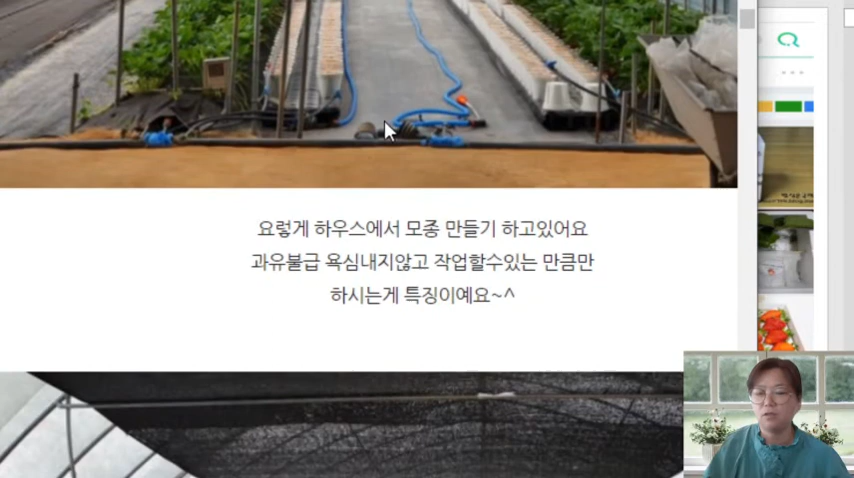 요렇게 하우스에서 모종 만들기 하고있어요
과유불급 욕심내지않고 작업할수있는 만큼만
하시는게 특징이예요~^